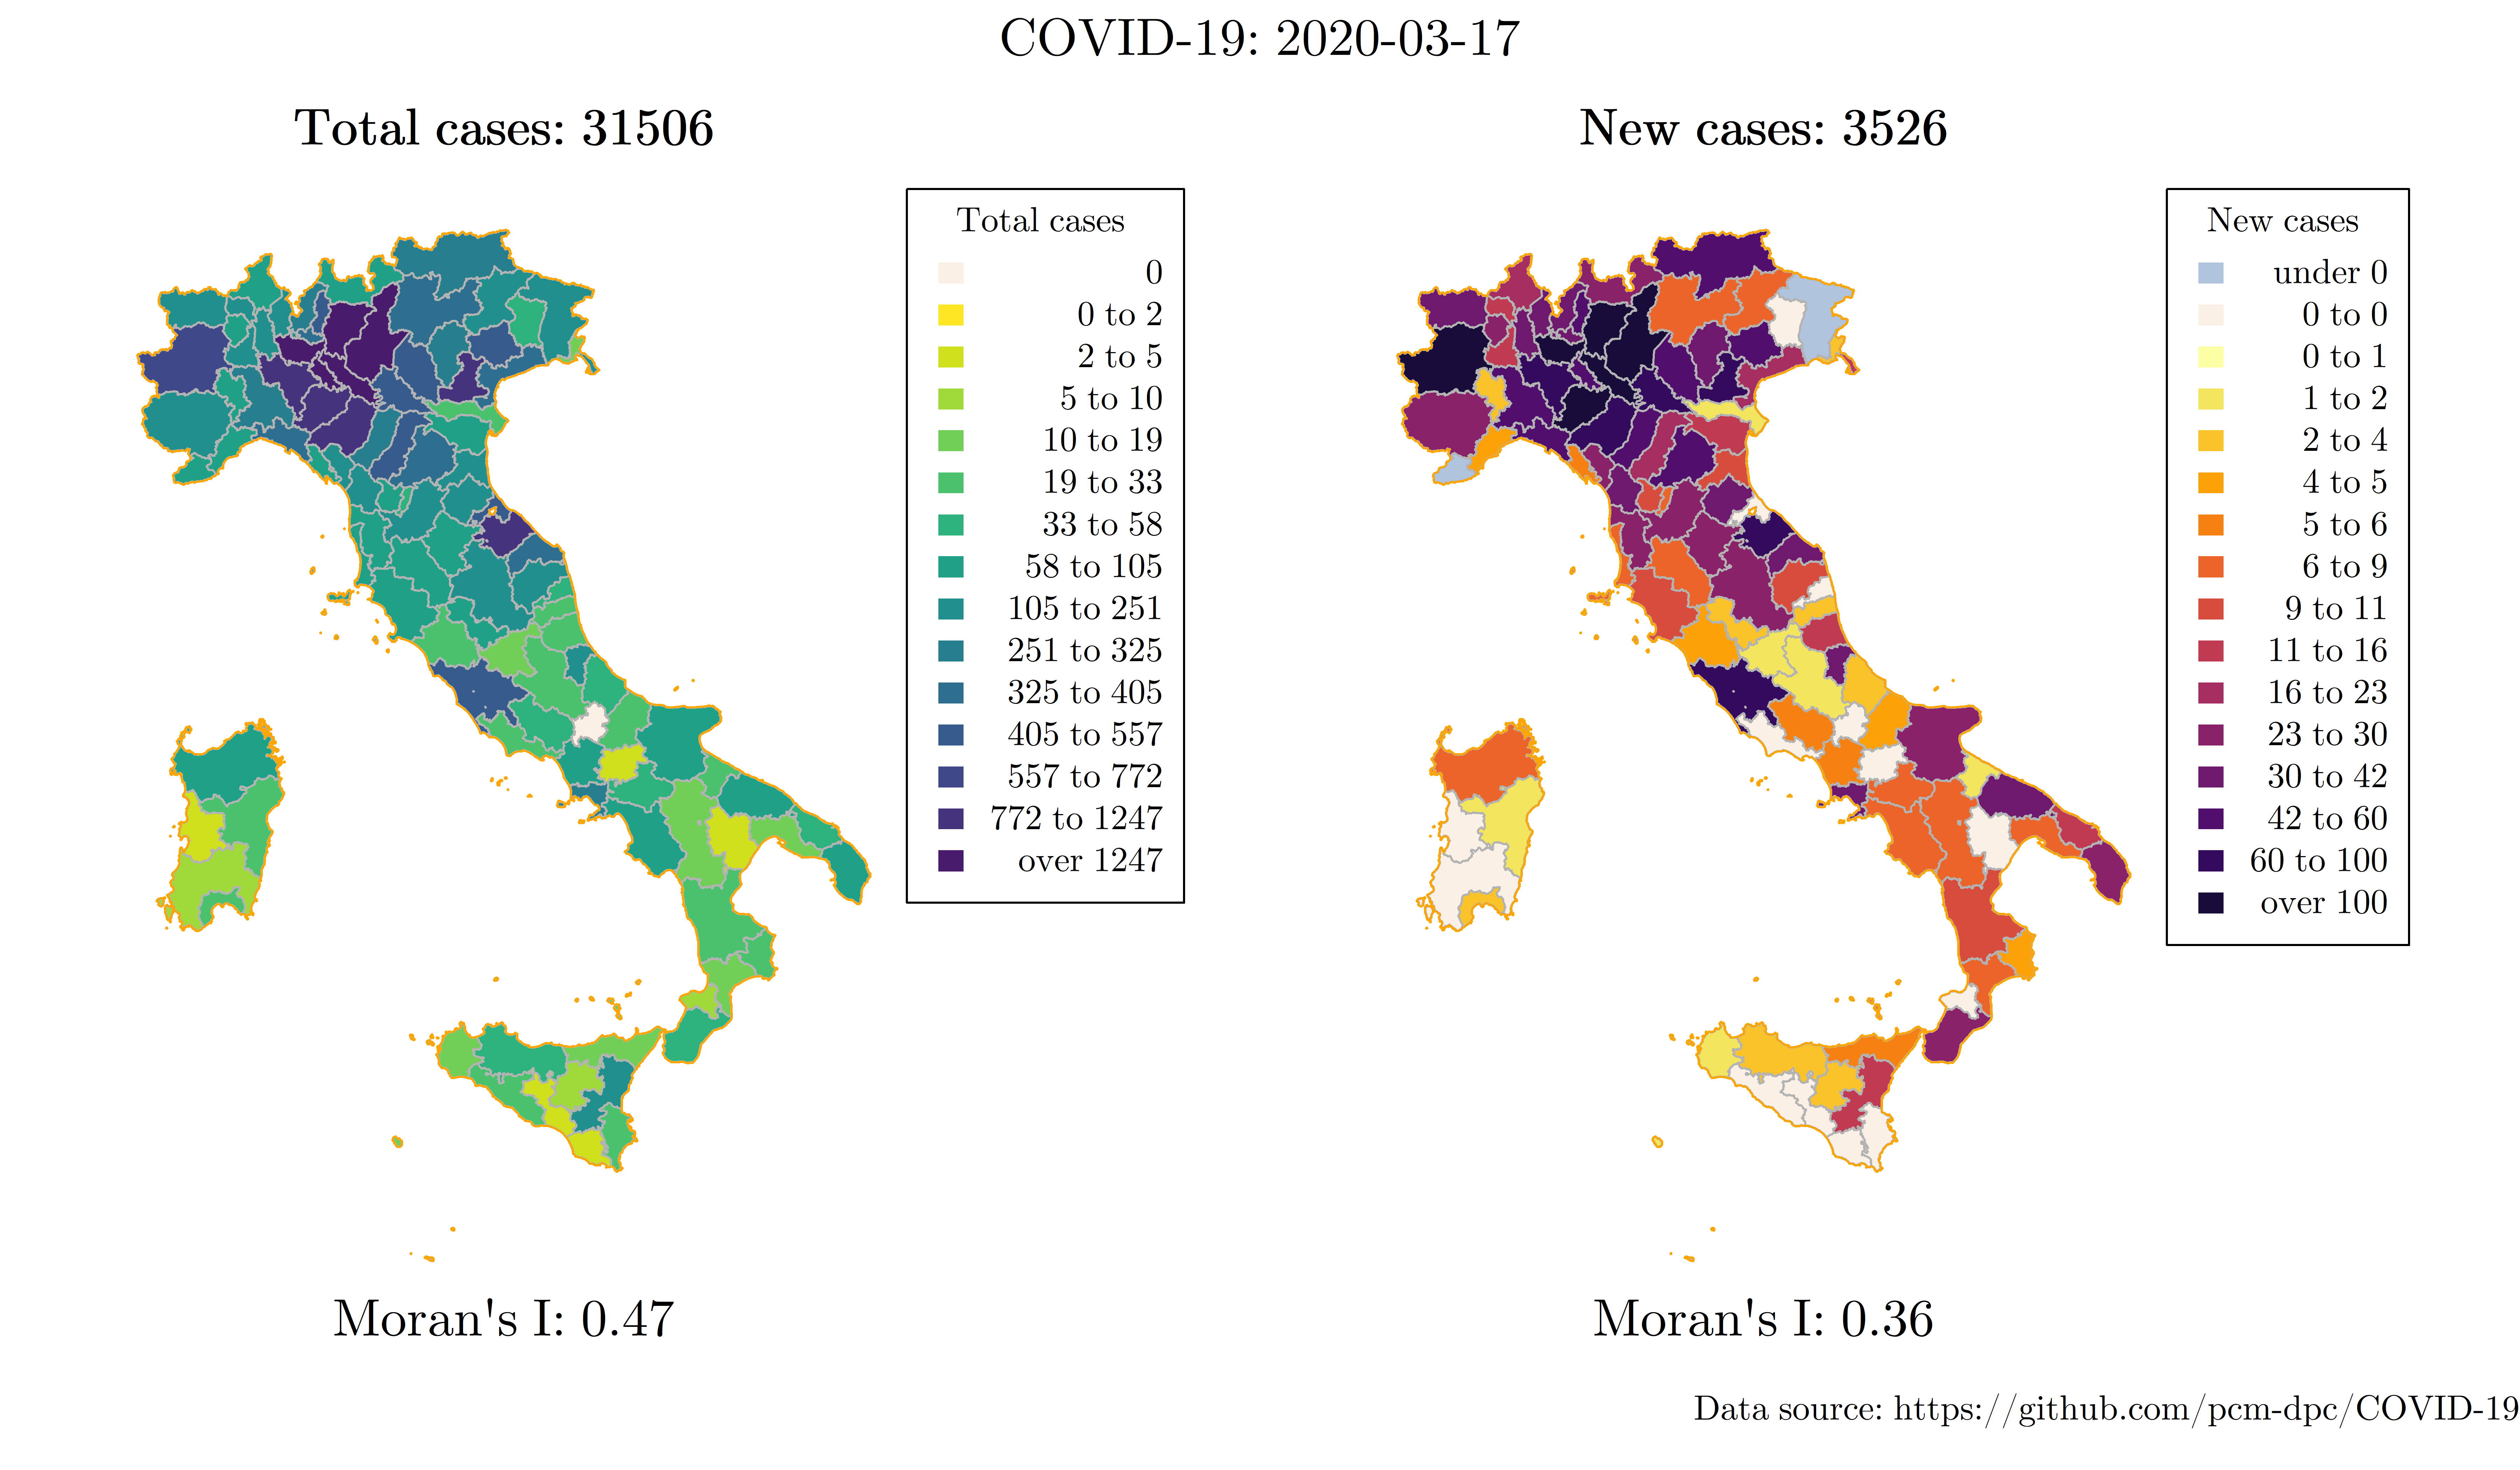 COVID-19: 2020-03-17
Total cases: 31506
Total cases
0
0 to 2
2 to 5
5 to 10
10 to 19
19 to 33
33 to 58
58 to 105
105 to 251
251 to 325
325 to 405
405 to 557
557 to 772
772 to 1247
over 1247
Moran's I: 0.47
New cases: 3526
New cases
under 0
0 to 0
0 to 1
1 to 2
2 to 4
4 to 5
5 to 6
6 to 9
9 to 11
11 to 16
16 to 23
23 to 30
30 to 42
42 to 60
60 to 100
over 100
Moran's I: 0.36
Data source: https://github.com/pcm-dpc/COVID-19